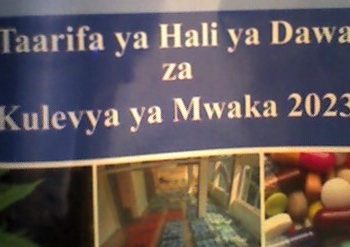 Taarifa ya Hali ya Dawa
za
Kulevya ya Mwaka 2023